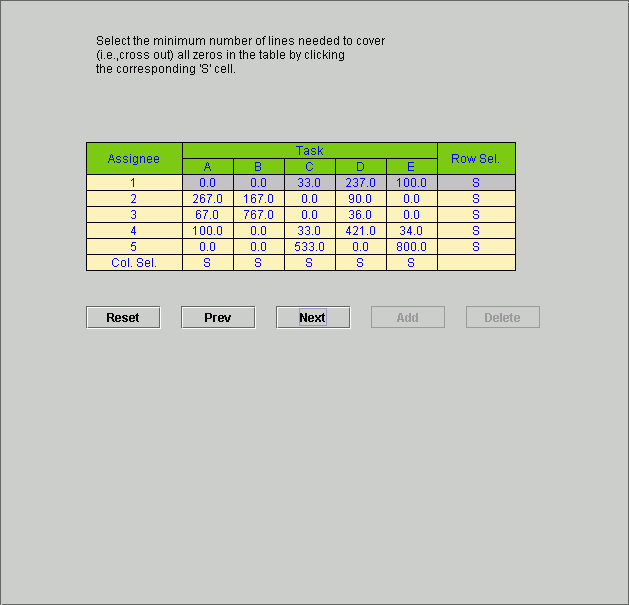 Select the minimum number of lines needed to cover
(i.e.,cross out) all zeros in the table by clicking
the corresponding 'S' cell.
Assignee Task Row Sel.
A B C D E
1 0.0 0.0 33.0 237.0 100.0 S
2 267.0 167.0 0.0 90.0 0.0 S
3 67.0 767.0 0.0 36.0 0.0 S
4 100.0 0.0 33.0 421.0 34.0 S
5 0.0 0.0 533.0 0.0 800.0 S
Col. Sel. S S S S S
Reset Prev Next Add Delete